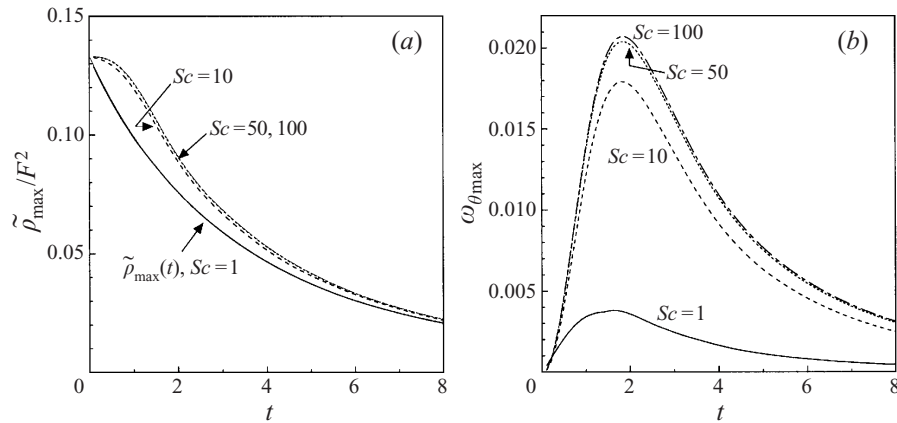 0.15
0.10
0.05
0
2
4
6
8
t
ρ̃max/F²
(a)
Sc=10
Sc=50, 100
ρ̃max(t), Sc=1
0.020
0.015
0.010
0.005
0
2
4
6
8
t
ωθmax
(b)
Sc=100
Sc=50
Sc=10
Sc=1